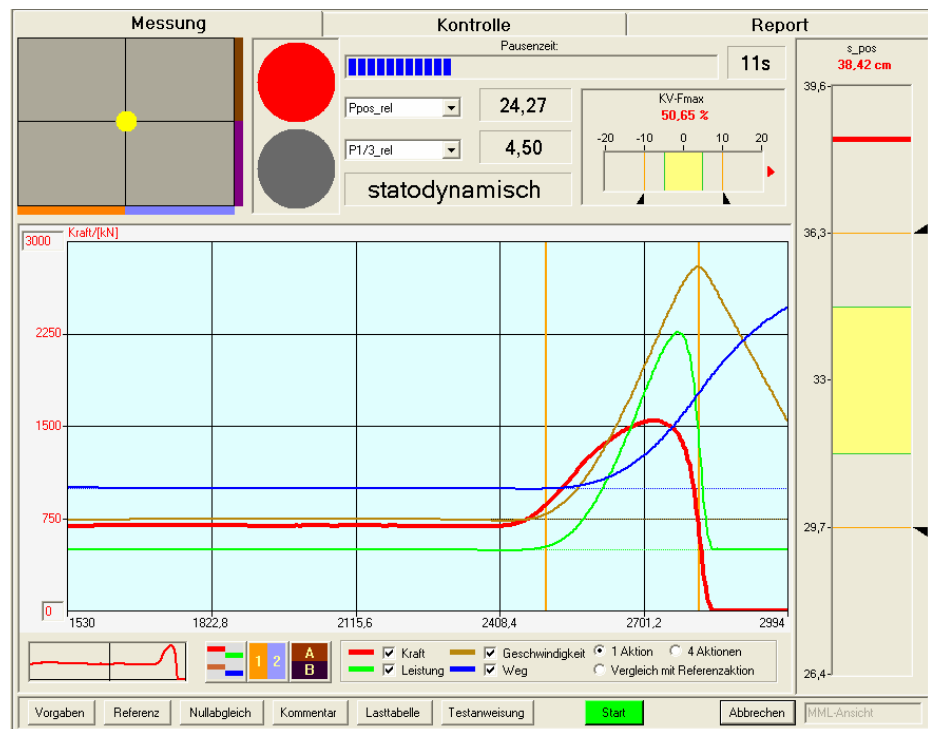 Messung Kontrolle Report
Pausenzeit:
11s
Ppos_rel 24,27
P1/3_rel 4,50
statodynamisch
KV-Fmax
50,65 %
-20 -10 0 10 20
s_pos
38,42 cm
39,6
36,3
33
29,7
26,4
Kraft/[kN]
3000
2250
1500
750
0
1530 1822,8 2115,6 2408,4 2701,2 2994
1 2
A
B
Kraft Geschwindigkeit 1 Aktion 4 Aktionen
Leistung Weg Vergleich mit Referenzaktion
Vorgaben Referenz Nullabgleich Kommentar Lasttabelle Testanweisung Start Abbrechen MML-Ansicht